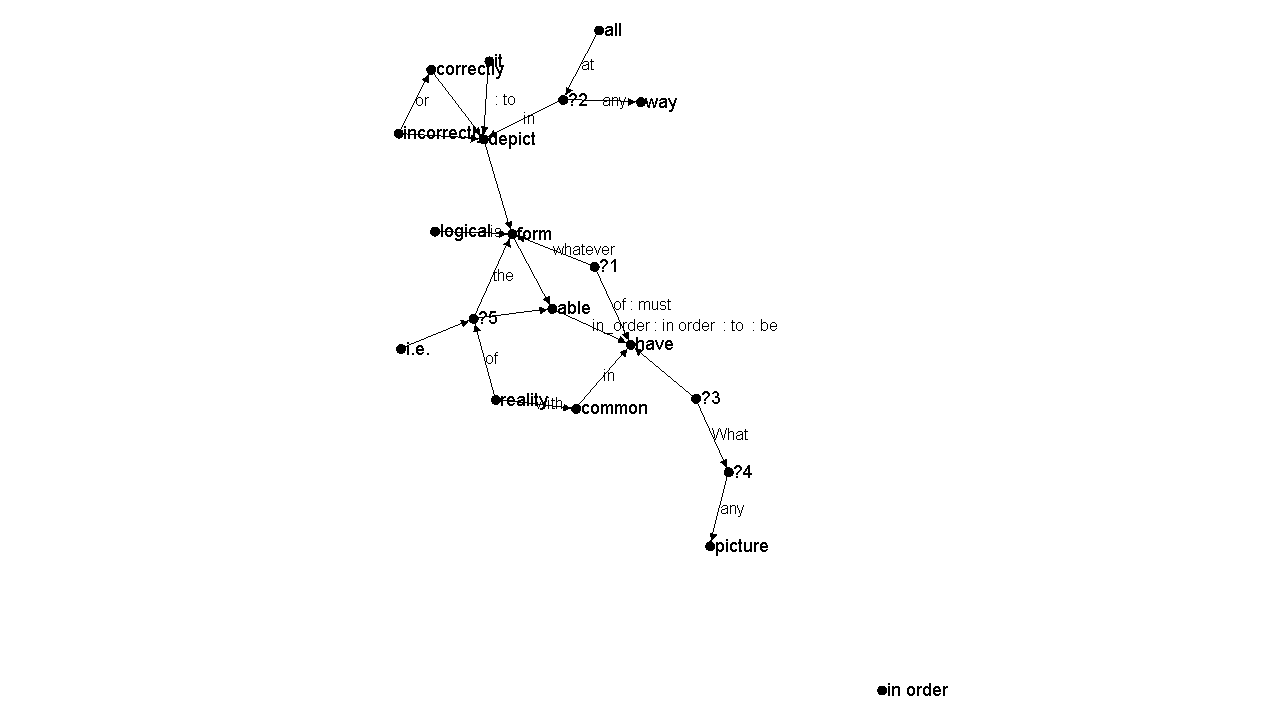 all
it
correctly
at
or
: to
?2
any
way
in
incorrectly
depict
logical
is
form
whatever
?1
the
of : must
able
?5
in_order : in order : to : be
have
i.e.
of
in
reality
with
common
?3
What
?4
any
picture
in order